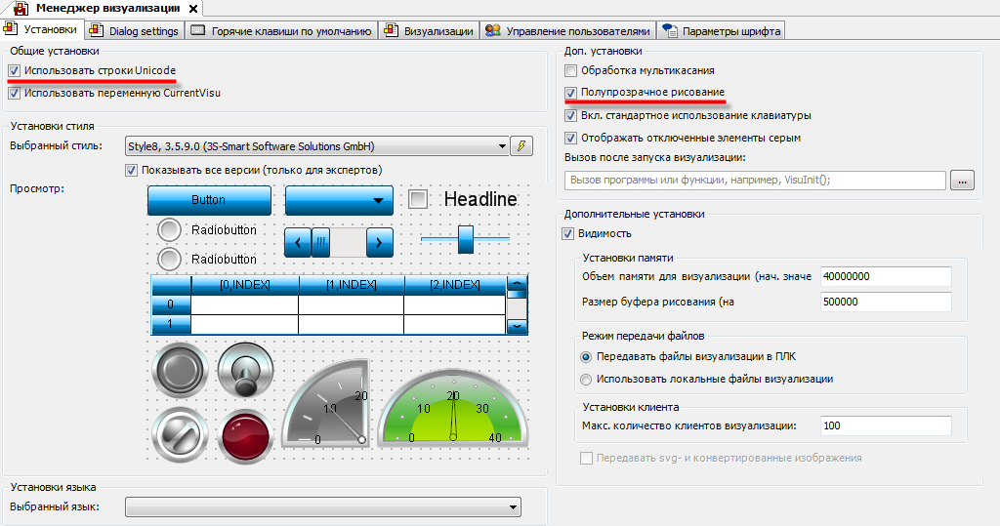 Менеджер визуализации
Установки
Dialog settings
Горячие клавиши по умолчанию
Визуализации
Управление пользователями
Параметры шрифта
Общие установки
Использовать строки Unicode
Использовать переменную CurrentVisu
Установки стиля
Выбранный стиль:
Style8, 3.5.9.0 (3S-Smart Software Solutions GmbH)
Показывать все версии (только для экспертов)
Просмотр:
Button
Headline
Radiobutton
Radiobutton
[0,INDEX]
[1,INDEX]
[2,INDEX]
0
1
0
10
20
0
10
20
30
40
Установки языка
Выбранный язык:
Доп. установки
Обработка мультикасания
Полупрозрачное рисование
Вкл. стандартное использование клавиатуры
Отображать отключенные элементы серым
Вызов после запуска визуализации:
Вызов программы или функции, например, VisuInit();
...
Дополнительные установки
Видимость
Установки памяти
Объем памяти для визуализации (нач. значе
40000000
Размер буфера рисования (на
500000
Режим передачи файлов
Передавать файлы визуализации в ПЛК
Использовать локальные файлы визуализации
Установки клиента
Макс. количество клиентов визуализации:
100
Передавать svg- и конвертированные изображения